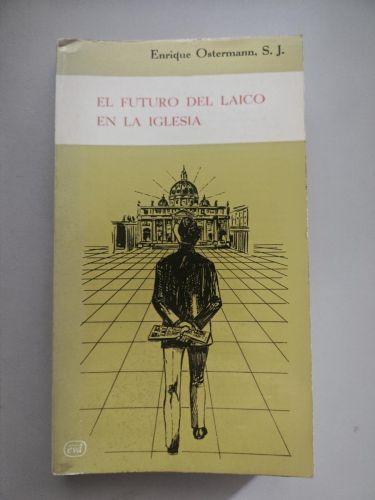 Enrique Ostermann, S. J.
EL FUTURO DEL LAICO
EN LA IGLESIA
evd